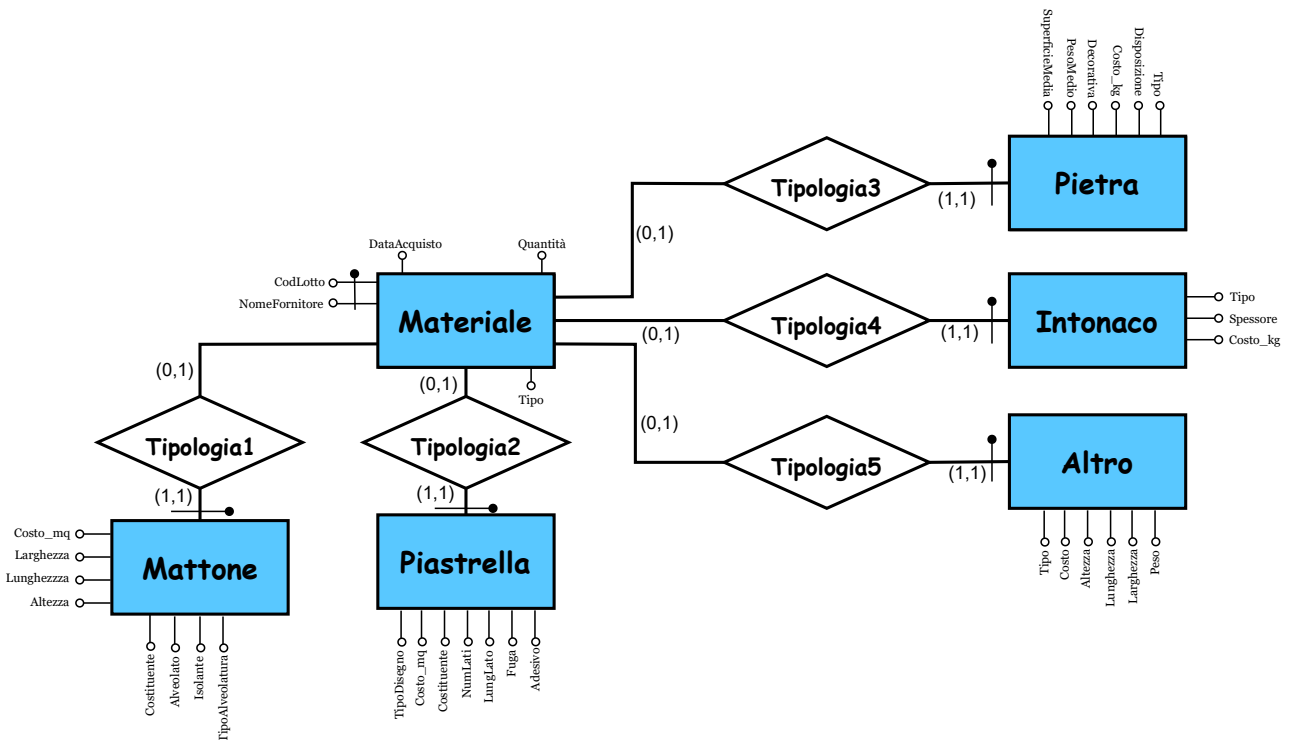 SuperficieMedia
PesoMedio
Decorativa
Costo_kg
Disposizione
Tipo
Pietra
Tipologia3
(1,1)
(0,1)
DataAcquisto
Quantità
CodLotto
NomeFornitore
Materiale
Tipo
(0,1)
Tipologia4
(1,1)
Intonaco
Tipo
Spessore
Costo_kg
(0,1)
(0,1)
(0,1)
Tipologia1
(1,1)
Tipologia2
(1,1)
Tipologia5
(1,1)
Altro
Tipo
Costo
Altezza
Lunghezza
Larghezza
Peso
Costo_mq
Larghezza
Lunghezzza
Altezza
Mattone
Costituente
Alveolato
Isolante
TipoAlveolatura
Piastrella
TipoDisegno
Costo_mq
Costituente
NumLati
LungLato
Fuga
Adesivo